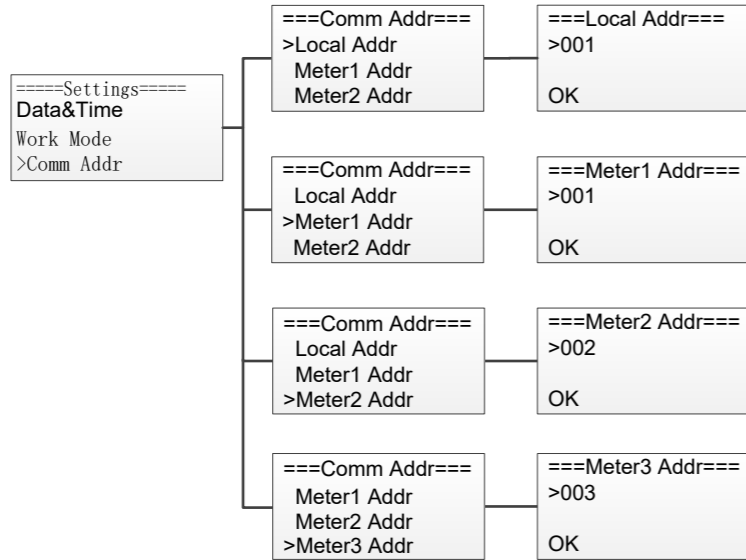 =====Settings=====
Data&Time
Work Mode
>Comm Addr
===Comm Addr===
>Local Addr
Meter1 Addr
Meter2 Addr
===Local Addr===
>001
OK
===Comm Addr===
Local Addr
>Meter1 Addr
Meter2 Addr
===Meter1 Addr===
>001
OK
===Comm Addr===
Local Addr
Meter1 Addr
>Meter2 Addr
===Meter2 Addr===
>002
OK
===Comm Addr===
Meter1 Addr
Meter2 Addr
>Meter3 Addr
===Meter3 Addr===
>003
OK